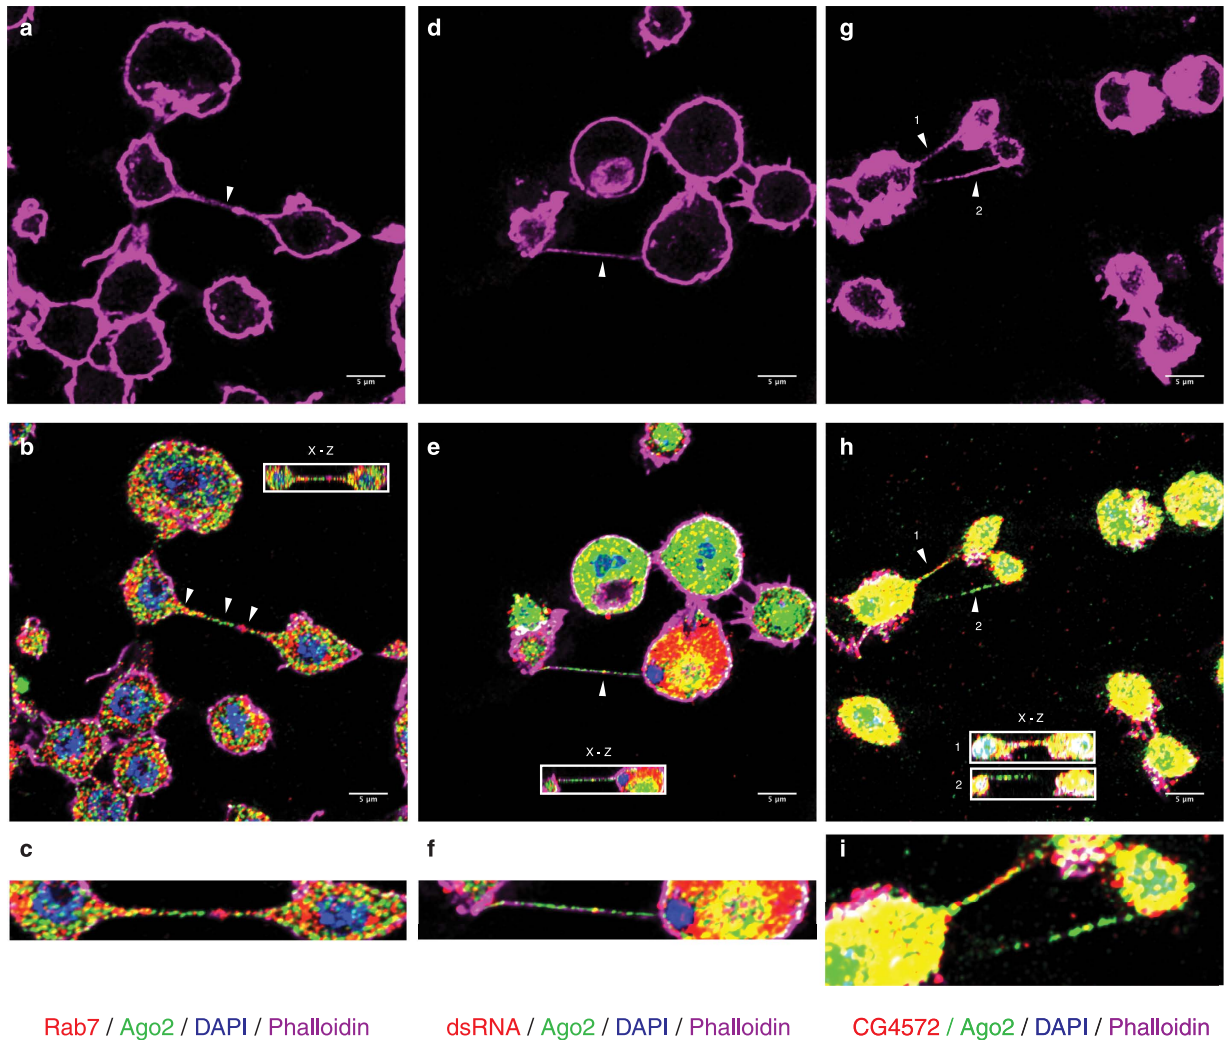 a
d
g
1
2
5 µm
5 µm
5 µm
b
X - Z
e
h
1
2
X - Z
X - Z
1
2
5 µm
5 µm
5 µm
c
f
i
Rab7 / Ago2 / DAPI / Phalloidin
dsRNA / Ago2 / DAPI / Phalloidin
CG4572 / Ago2 / DAPI / Phalloidin